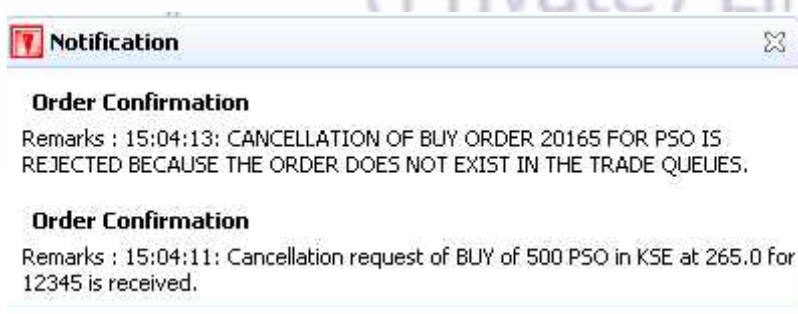 (Private) Li
Notification
Order Confirmation
Remarks : 15:04:13: CANCELLATION OF BUY ORDER 20165 FOR PSO IS
REJECTED BECAUSE THE ORDER DOES NOT EXIST IN THE TRADE QUEUES.
Order Confirmation
Remarks : 15:04:11: Cancellation request of BUY of 500 PSO in KSE at 265.0 for
12345 is received.